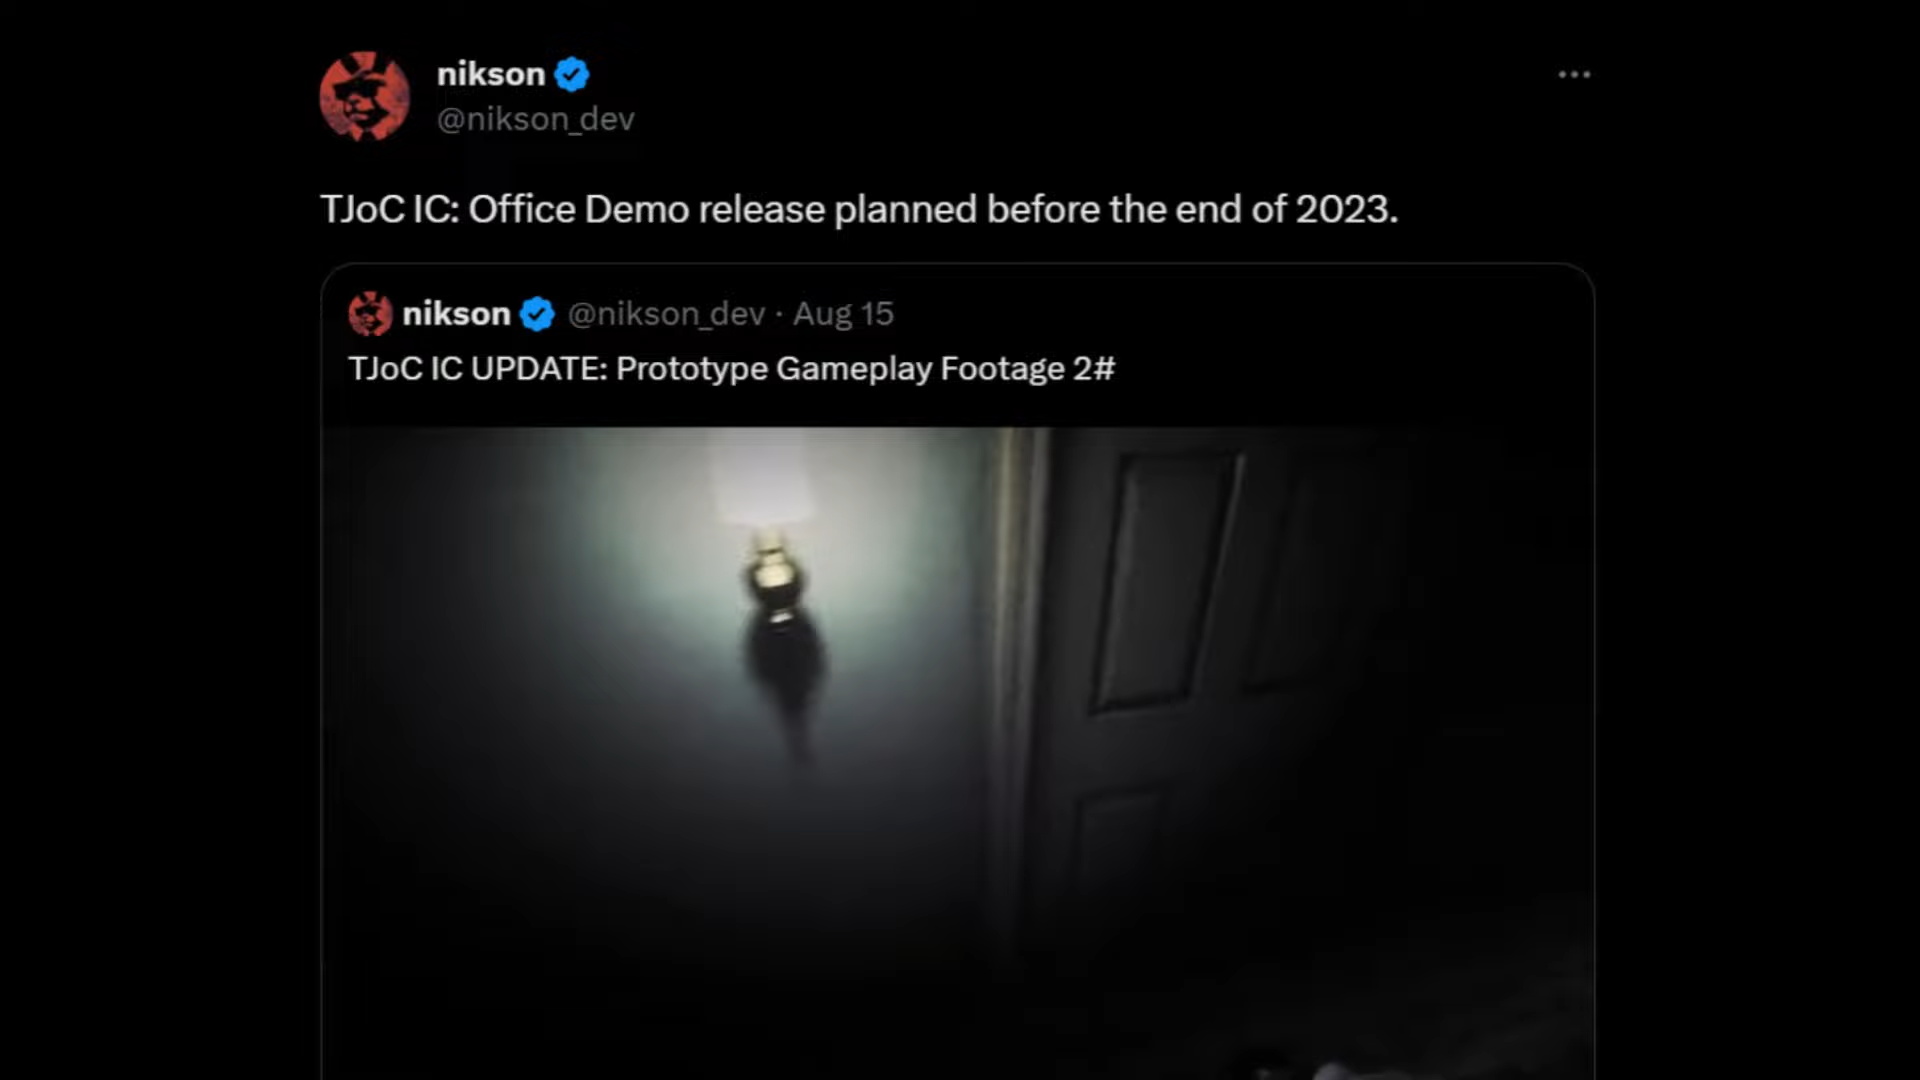 nikson
@nikson_dev
TJoC IC: Office Demo release planned before the end of 2023.
nikson @nikson_dev · Aug 15
TJoC IC UPDATE: Prototype Gameplay Footage 2#